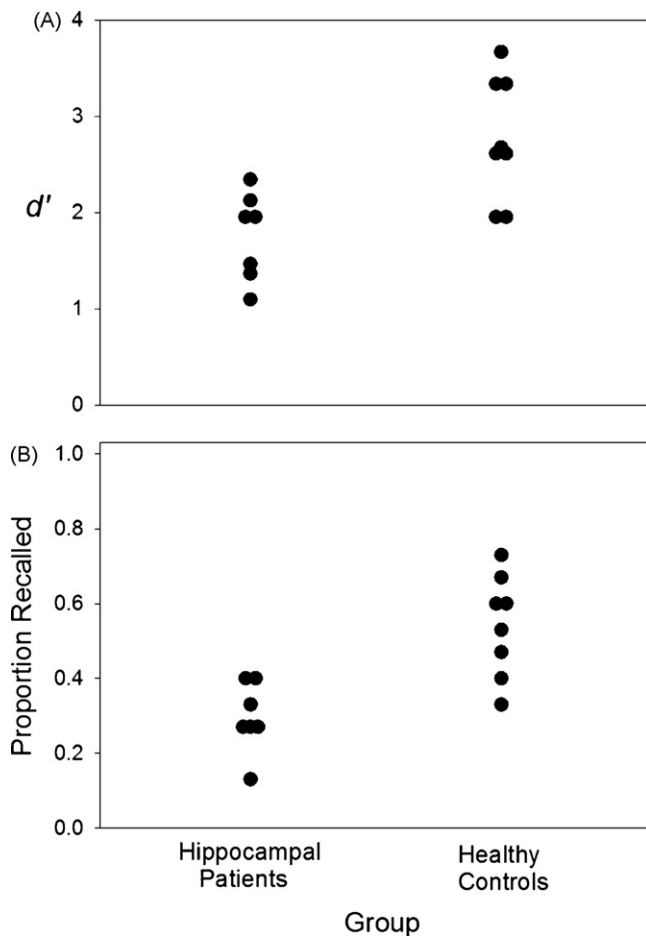 (A)
4
3
d'
2
1
0
(B)
1.0
0.8
Proportion Recalled
0.6
0.4
0.2
0.0
Hippocampal Healthy
Patients Controls
Group